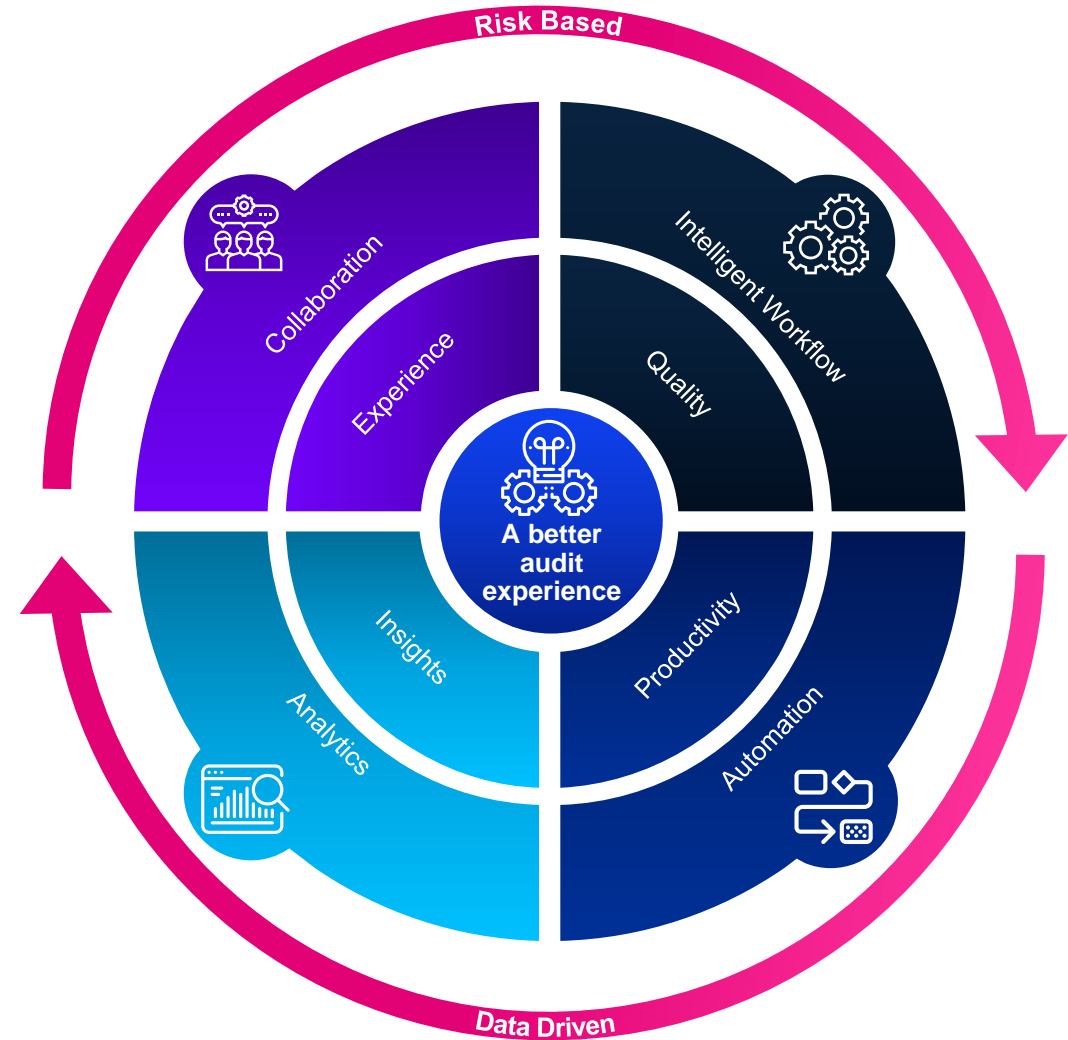 Risk Based
Collaboration
Intelligent Workflow
Experience
Quality
A better
audit
experience
Insights
Productivity
Analytics
Automation
Data Driven